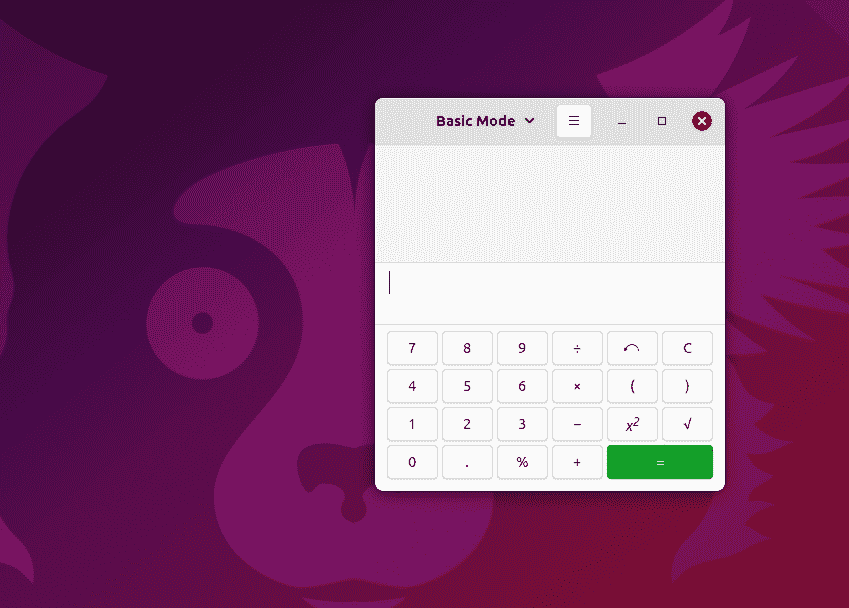 Basic Mode
7 8 9 ÷ C
4 5 6 × ( )
1 2 3 − x² √
0 . % + =